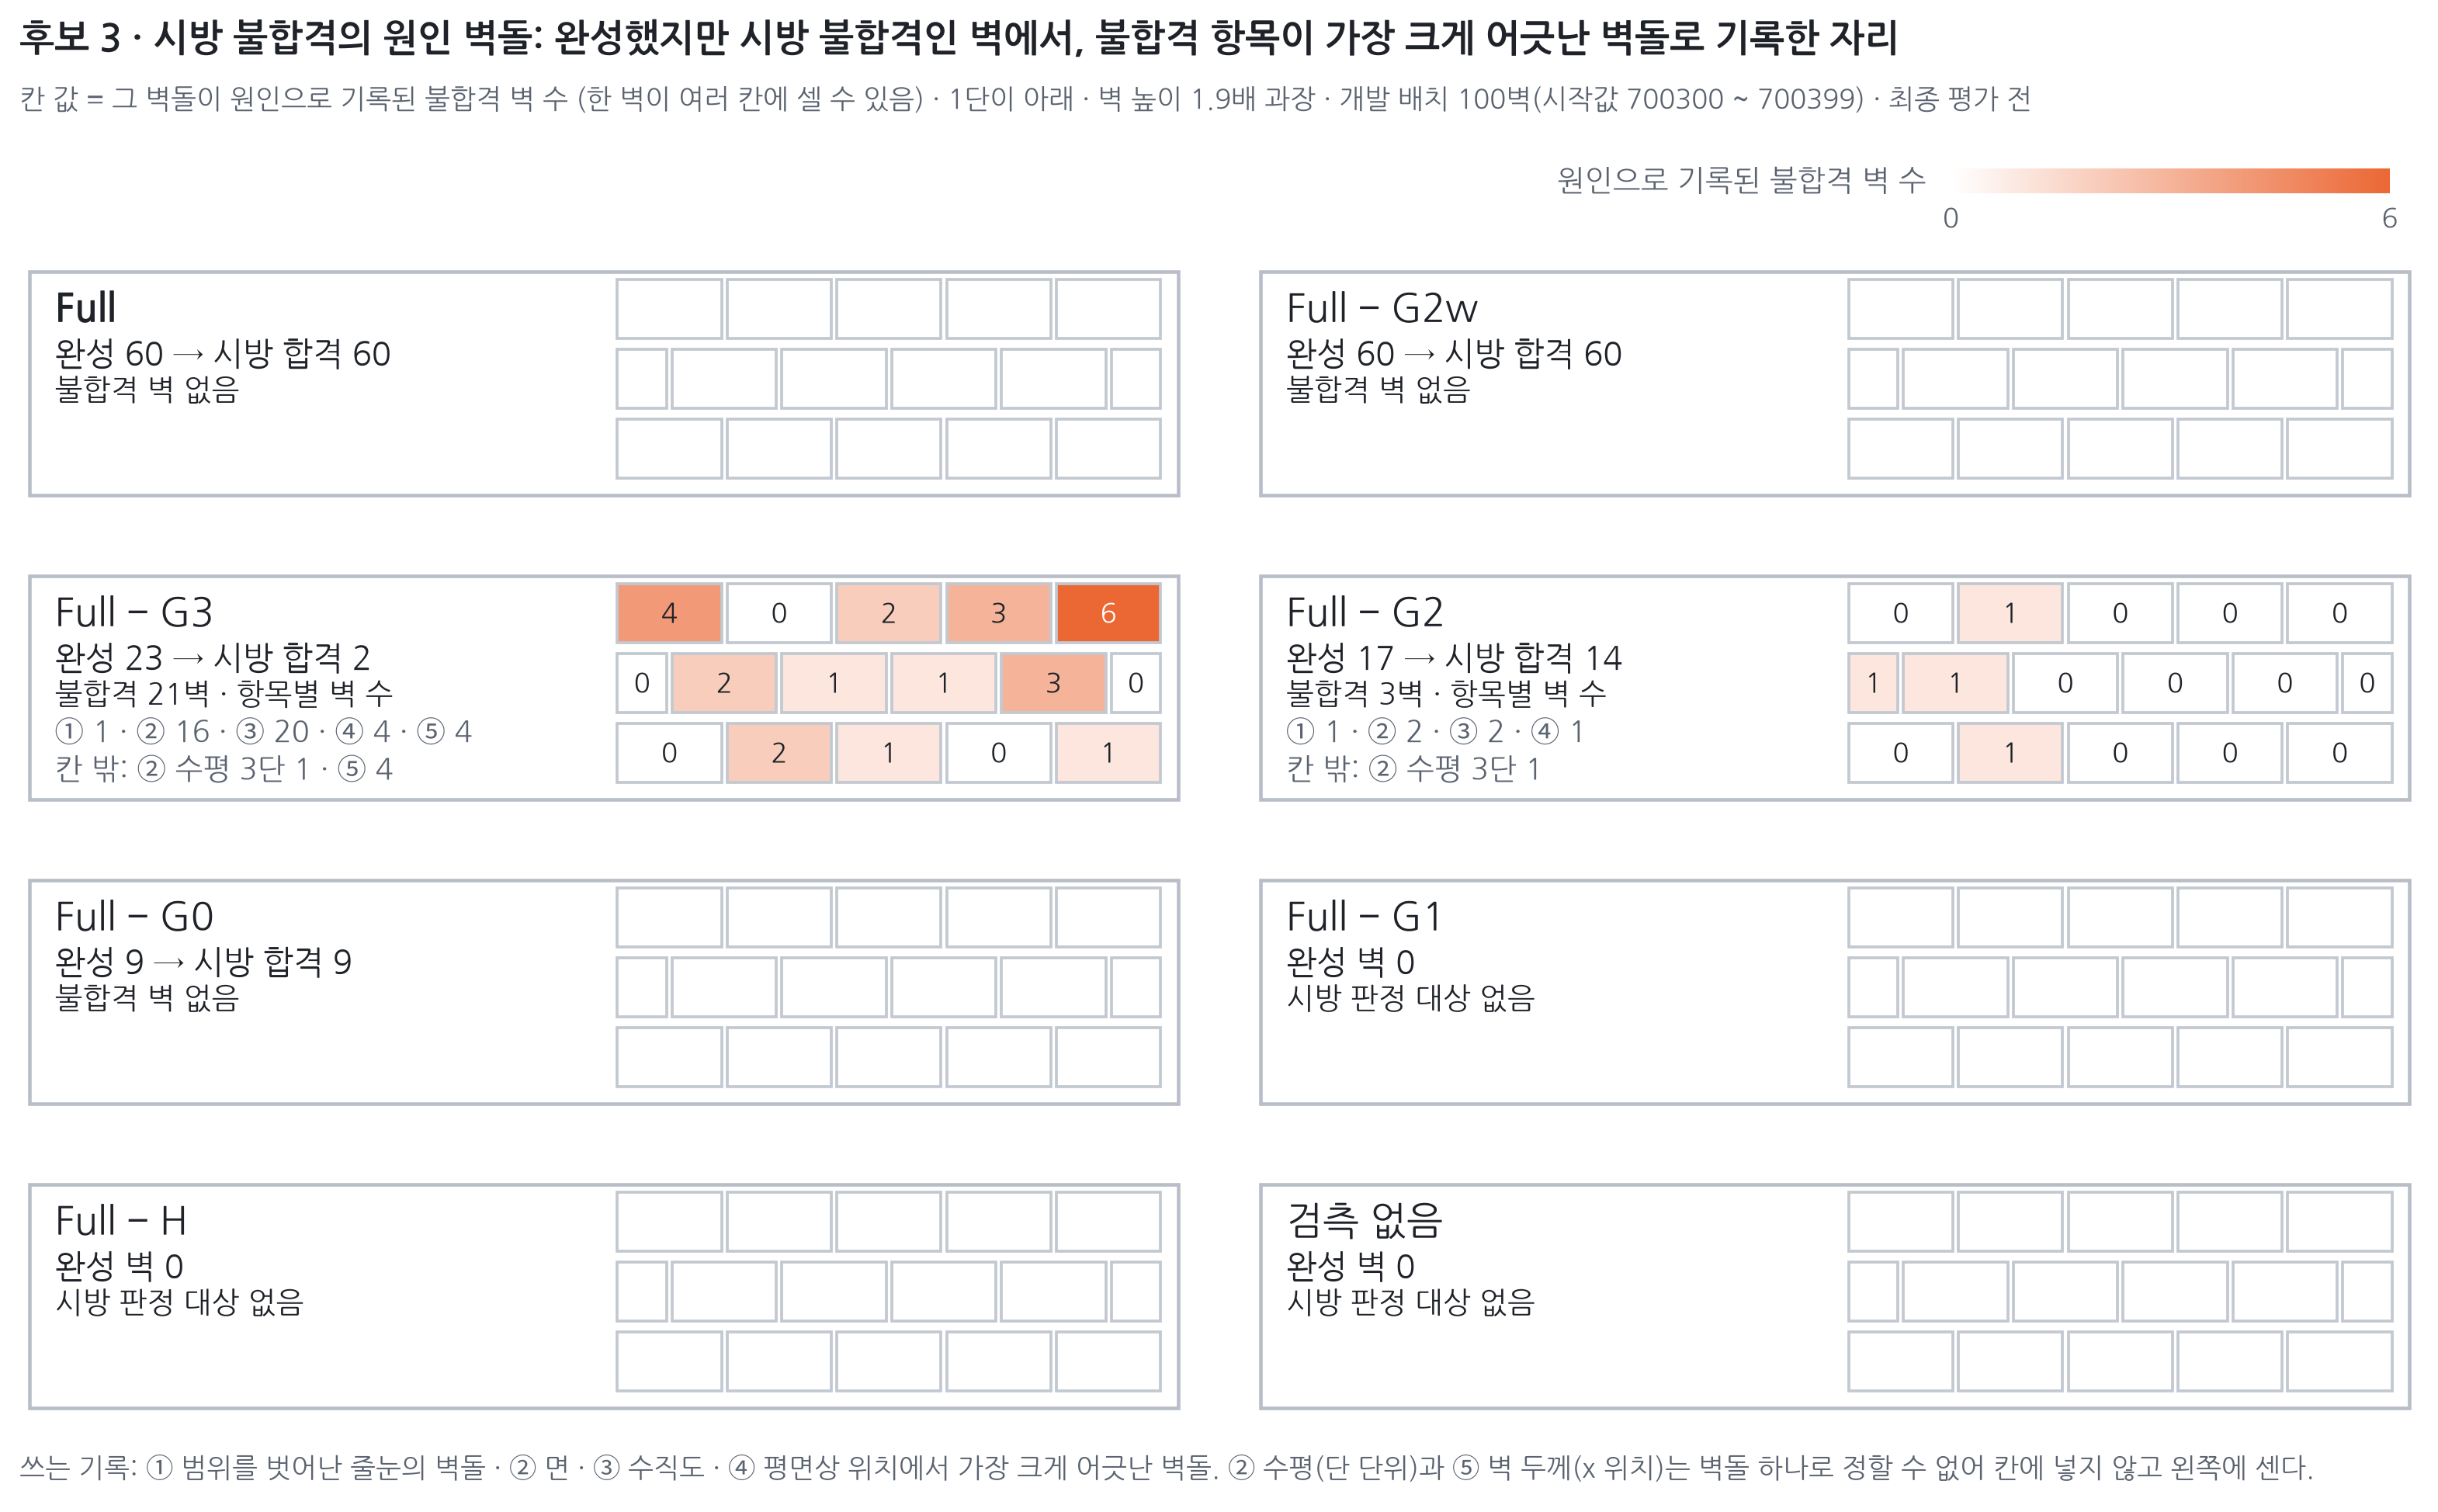 후보 3 · 시방 불합격의 원인 벽돌: 완성했지만 시방 불합격인 벽에서, 불합격 항목이 가장 크게 어긋난 벽돌로 기록한 자리
칸 값 = 그 벽돌이 원인으로 기록된 불합격 벽 수 (한 벽이 여러 칸에 셀 수 있음) · 1단이 아래 · 벽 높이 1.9배 과장 · 개발 배치 100벽(시작값 700300 ~ 700399) · 최종 평가 전
원인으로 기록된 불합격 벽 수
0 6
Full
완성 60 → 시방 합격 60
불합격 벽 없음
Full − G2w
완성 60 → 시방 합격 60
불합격 벽 없음
Full − G3
완성 23 → 시방 합격 2
불합격 21벽 · 항목별 벽 수
① 1 · ② 16 · ③ 20 · ④ 4 · ⑤ 4
칸 밖: ② 수평 3단 1 · ⑤ 4
4 0 2 3 6
0 2 1 1 3 0
0 2 1 0 1
Full − G2
완성 17 → 시방 합격 14
불합격 3벽 · 항목별 벽 수
① 1 · ② 2 · ③ 2 · ④ 1
칸 밖: ② 수평 3단 1
0 1 0 0 0
1 1 0 0 0 0
0 1 0 0 0
Full − G0
완성 9 → 시방 합격 9
불합격 벽 없음
Full − G1
완성 벽 0
시방 판정 대상 없음
Full − H
완성 벽 0
시방 판정 대상 없음
검측 없음
완성 벽 0
시방 판정 대상 없음
쓰는 기록: ① 범위를 벗어난 줄눈의 벽돌 · ② 면 · ③ 수직도 · ④ 평면상 위치에서 가장 크게 어긋난 벽돌. ② 수평(단 단위)과 ⑤ 벽 두께(x 위치)는 벽돌 하나로 정할 수 없어 칸에 넣지 않고 왼쪽에 센다.